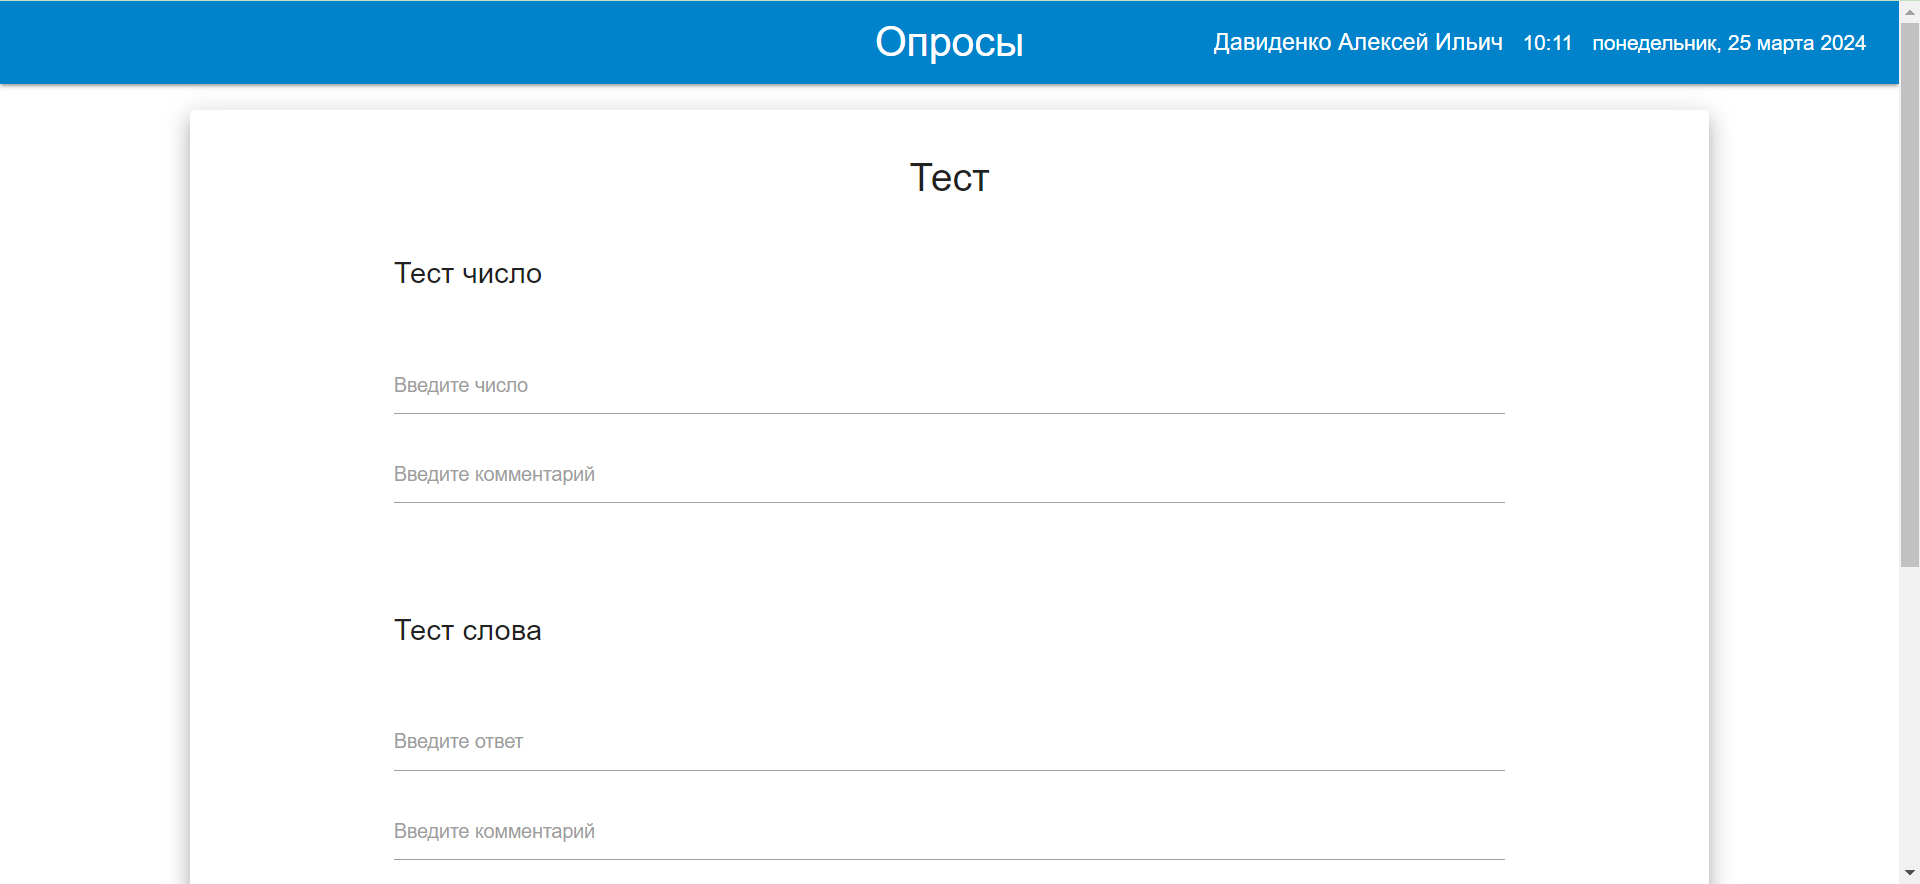 Опросы
Давиденко Алексей Ильич 10:11 понедельник, 25 марта 2024
Тест
Тест число
Введите число
Введите комментарий
Тест слова
Введите ответ
Введите комментарий